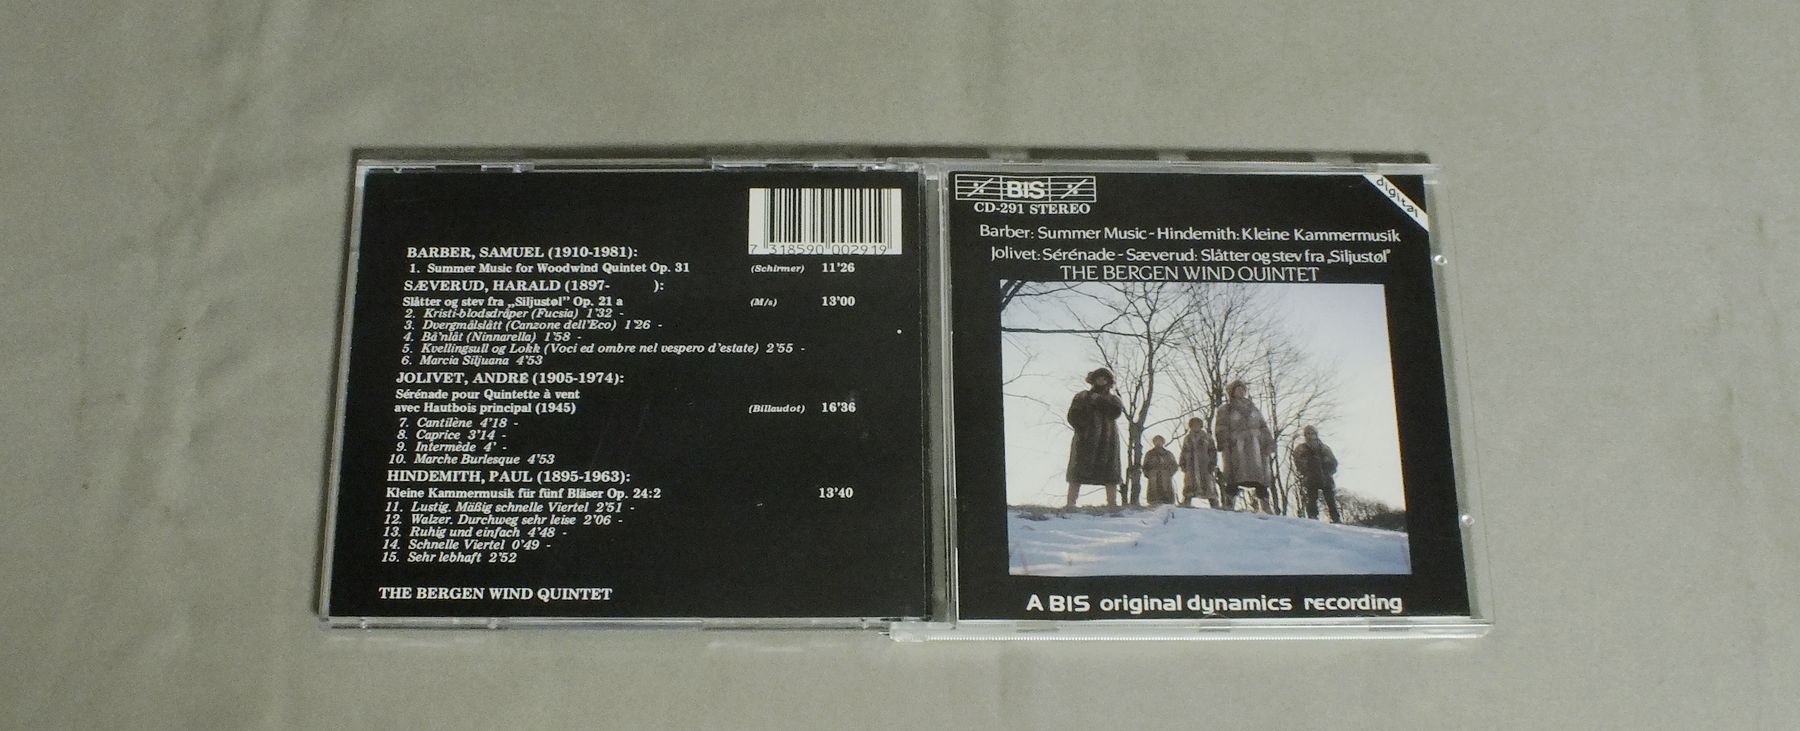 7 318590 002919
BARBER, SAMUEL (1910-1981):
1. Summer Music for Woodwind Quintet Op. 31 (Schirmer) 11'26
SÆVERUD, HARALD (1897- ):
Slåtter og stev fra „Siljustøl” Op. 21 a (M/s) 13'00
2. Kristi-blodsdråper (Fucsia) 1'32 -
3. Dvergmålslått (Canzone dell'Eco) 1'26 -
4. Bå'nlåt (Ninnarella) 1'58 -
5. Kvellingsull og Lokk (Voci ed ombre nel vespero d'estate) 2'55 -
6. Marcia Siljuana 4'53
JOLIVET, ANDRÉ (1905-1974):
Sérénade pour Quintette à vent
avec Hautbois principal (1945) (Billaudot) 16'36
7. Cantilène 4'18 -
8. Caprice 3'14 -
9. Intermède 4' -
10. Marche Burlesque 4'53
HINDEMITH, PAUL (1895-1963):
Kleine Kammermusik für fünf Bläser Op. 24:2 13'40
11. Lustig. Mäßig schnelle Viertel 2'51 -
12. Walzer. Durchweg sehr leise 2'06 -
13. Ruhig und einfach 4'48 -
14. Schnelle Viertel 0'49 -
15. Sehr lebhaft 2'52
THE BERGEN WIND QUINTET
BIS
CD-291 STEREO
digital
Barber: Summer Music - Hindemith: Kleine Kammermusik
Jolivet: Sérénade - Sæverud: Slåtter og stev fra „Siljustøl”
THE BERGEN WIND QUINTET
A BIS original dynamics recording